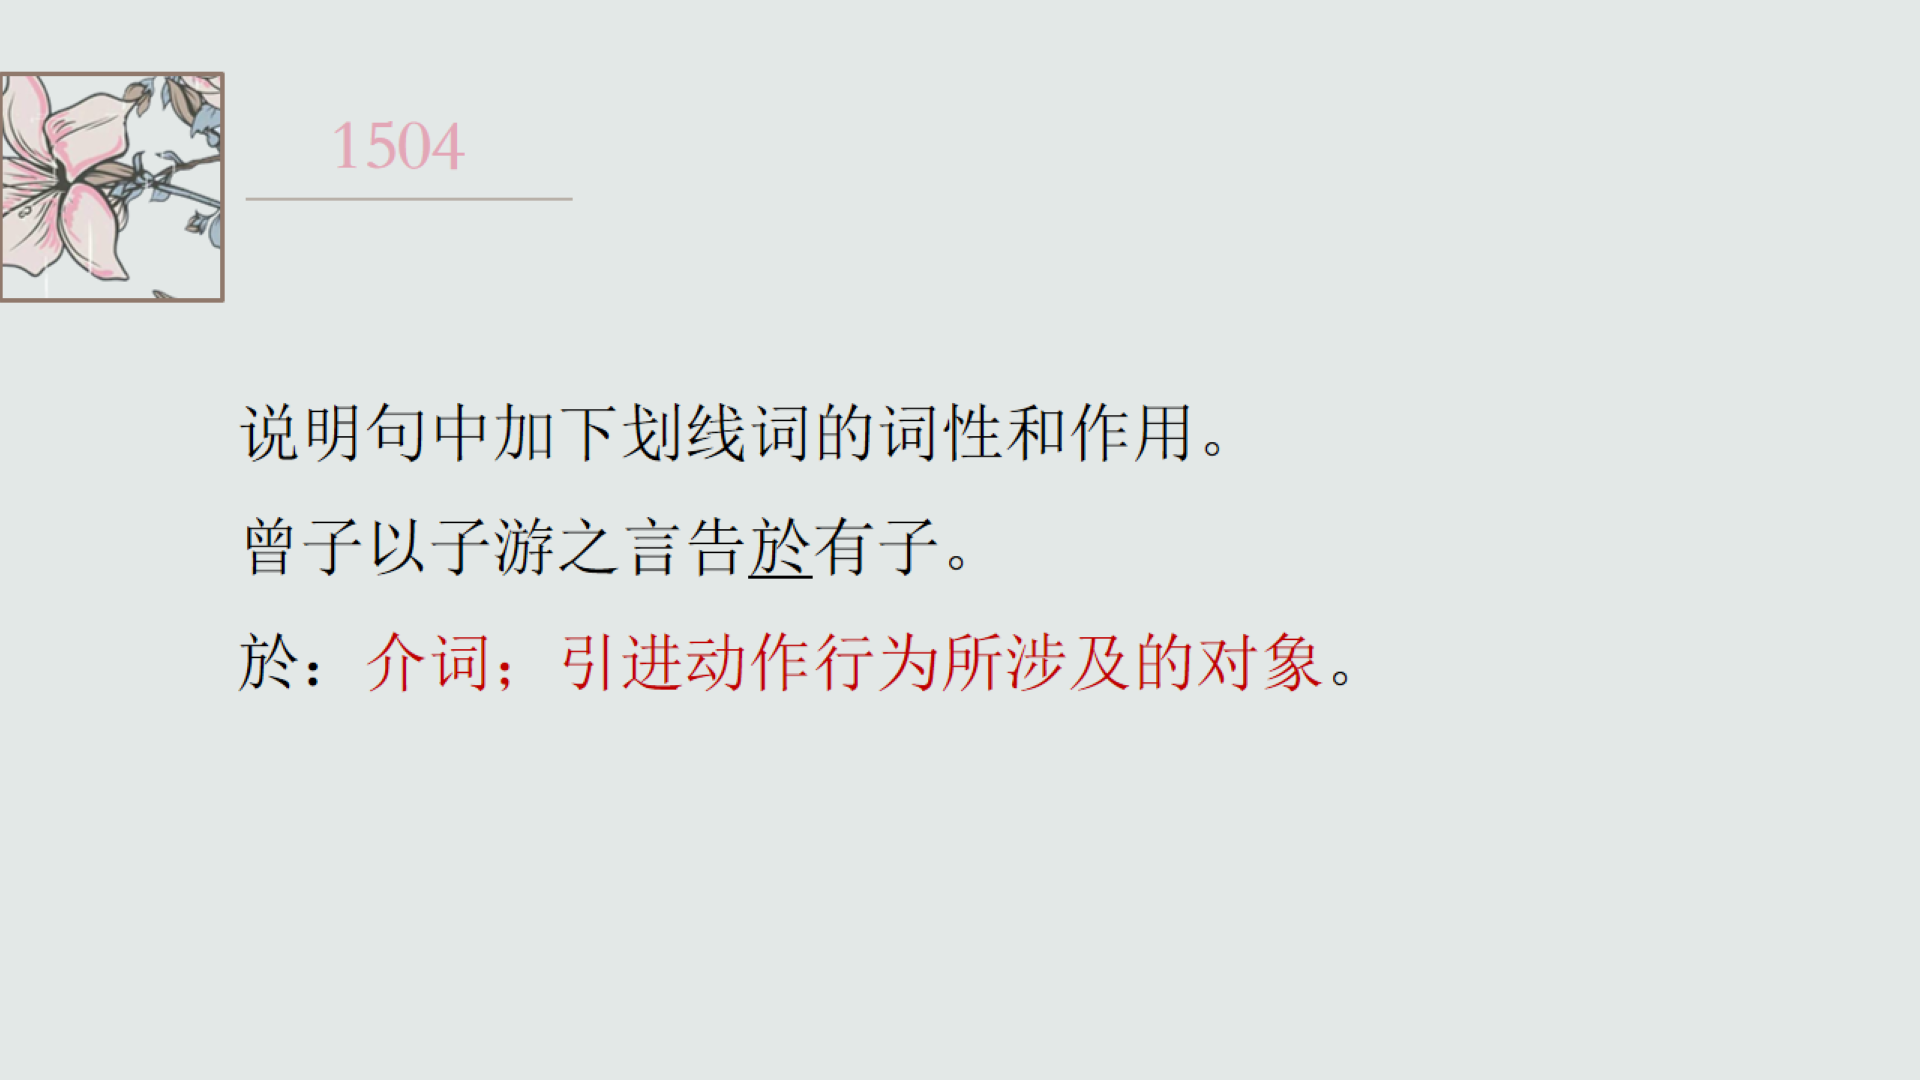 1504
说明句中加下划线词的词性和作用。
曾子以子游之言告於有子。
於：介词；引进动作行为所涉及的对象。